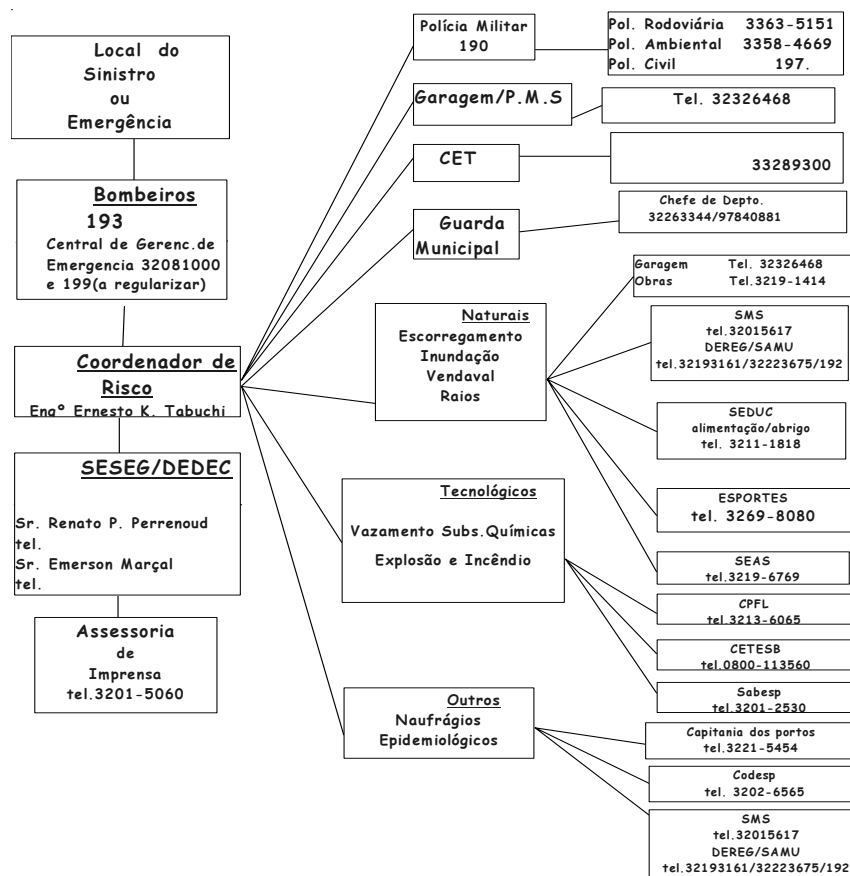 Local do
Sinistro
ou
Emergência
Bombeiros
193
Central de Gerenc.de
Emergencia 32081000
e 199(a regularizar)
Coordenador de
Risco
Engº Ernesto K. Tabuchi
SESEG/DEDEC
Sr. Renato P. Perrenoud
tel.
Sr. Emerson Marçal
tel.
Assessoria
de
Imprensa
tel.3201-5060
Polícia Militar
190
Pol. Rodoviária 3363-5151
Pol. Ambiental 3358-4669
Pol. Civil 197.
Garagem/P.M.S
Tel. 32326468
CET
33289300
Guarda
Municipal
Chefe de Depto.
32263344/97840881
Naturais
Escorregamento
Inundação
Vendaval
Raios
Garagem Tel. 32326468
Obras Tel.3219-1414
SMS
tel.32015617
DEREG/SAMU
tel.32193161/32223675/192
SEDUC
alimentação/abrigo
tel. 3211-1818
ESPORTES
tel. 3269-8080
SEAS
tel.3219-6769
Tecnológicos
Vazamento Subs.Químicas
Explosão e Incêndio
CPFL
tel.3213-6065
CETESB
tel.0800-113560
Sabesp
tel.3201-2530
Outros
Naufrágios
Epidemiológicos
Capitania dos portos
tel.3221-5454
Codesp
tel. 3202-6565
SMS
tel.32015617
DEREG/SAMU
tel.32193161/32223675/192